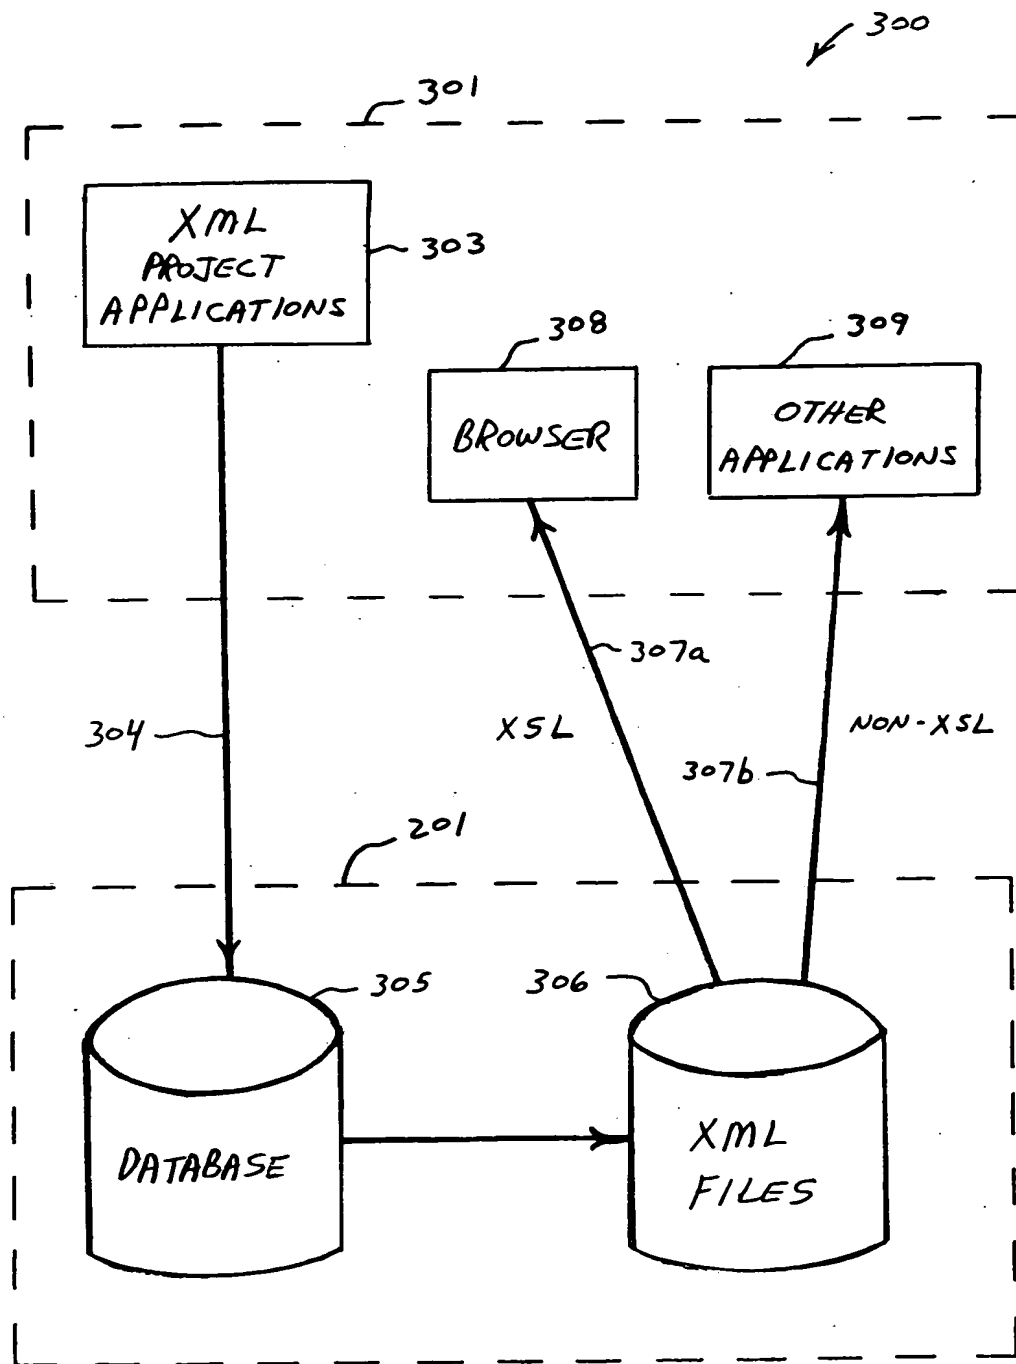 300
301
XML
PROJECT
APPLICATIONS
303
308
309
BROWSER
OTHER
APPLICATIONS
307a
304
XSL
NON-XSL
307b
201
305
306
DATABASE
XML
FILES